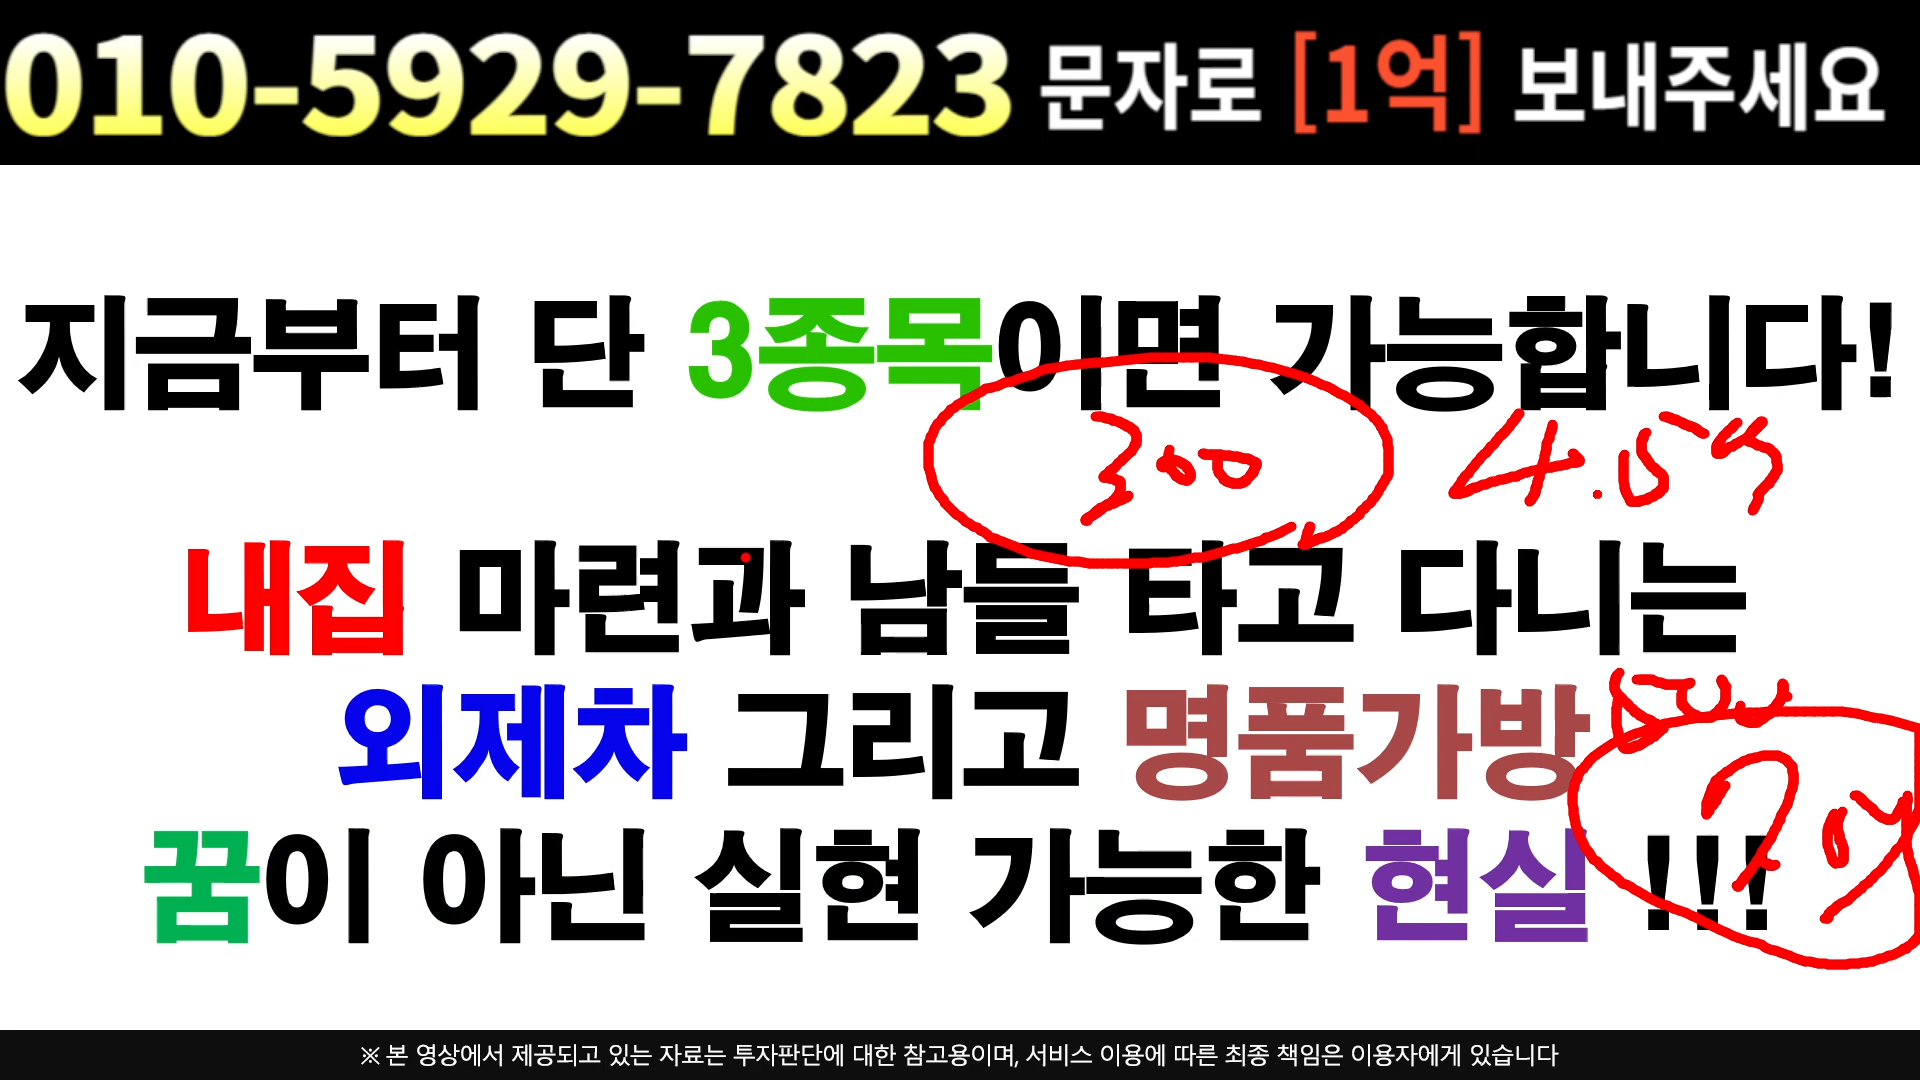 010-5929-7823 문자로 [1억] 보내주세요
지금부터 단 3종목이면 가능합니다!
300
4.5억
내집 마련과 남들 타고 다니는
외제차 그리고 명품가방
500
꿈이 아닌 실현 가능한 현실 !!!
※ 본 영상에서 제공되고 있는 자료는 투자판단에 대한 참고용이며, 서비스 이용에 따른 최종 책임은 이용자에게 있습니다